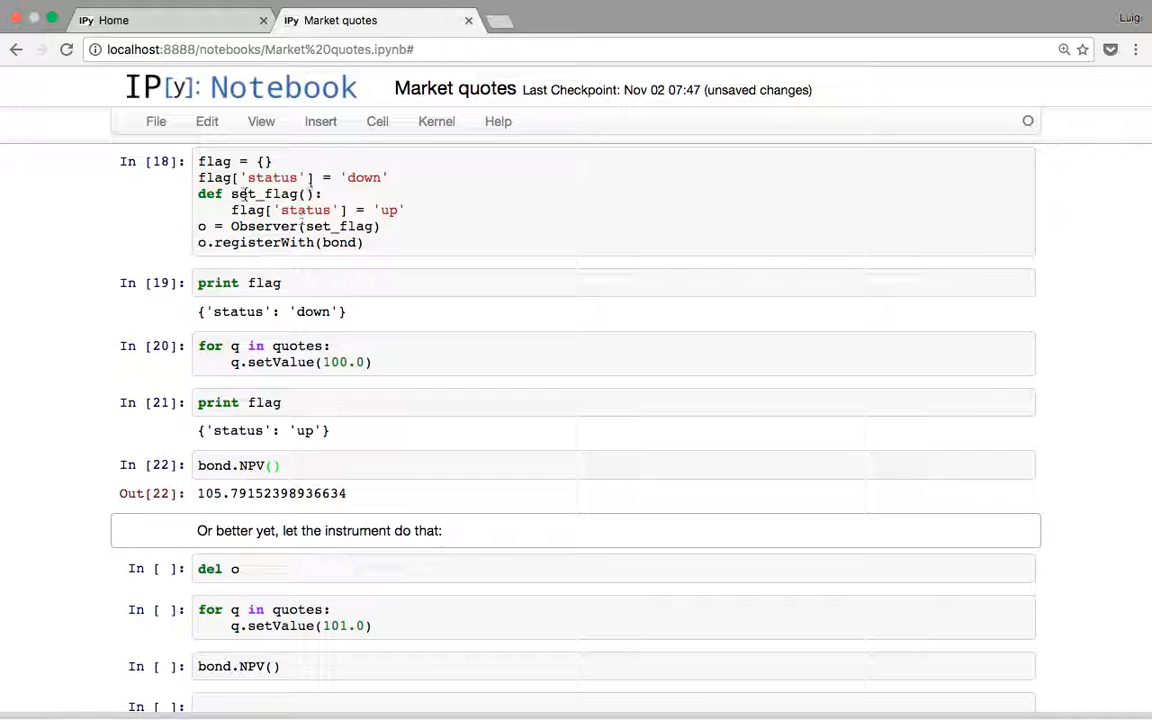 IPy Home
IPy Market quotes
Luigi
localhost:8888/notebooks/Market%20quotes.ipynb#
IP[y]: Notebook Market quotes Last Checkpoint: Nov 02 07:47 (unsaved changes)
File Edit View Insert Cell Kernel Help
In [18]: flag = {}
flag['status'] = 'down'
def set_flag():
flag['status'] = 'up'
o = Observer(set_flag)
o.registerWith(bond)
In [19]: print flag
{'status': 'down'}
In [20]: for q in quotes:
q.setValue(100.0)
In [21]: print flag
{'status': 'up'}
In [22]: bond.NPV()
Out[22]: 105.79152398936634
Or better yet, let the instrument do that:
In [ ]: del o
In [ ]: for q in quotes:
q.setValue(101.0)
In [ ]: bond.NPV()
In [ ]: